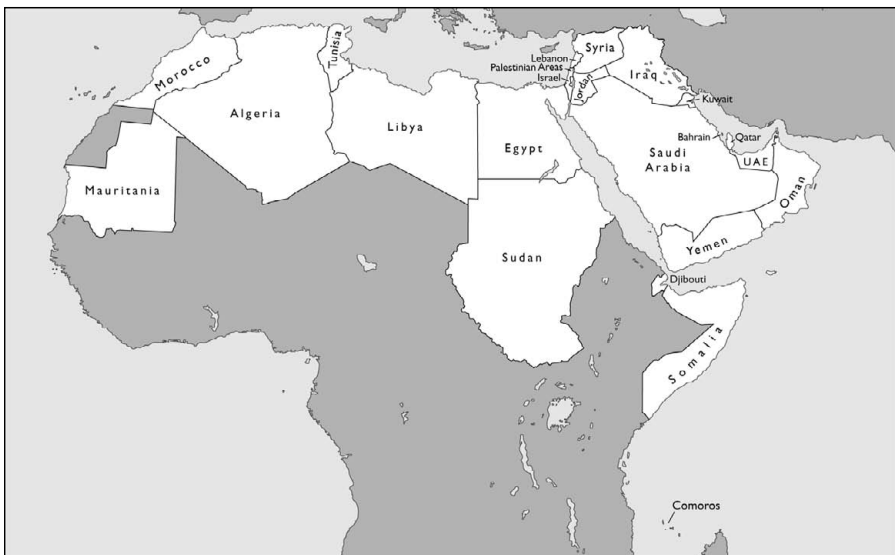 Morocco
Tunisia
Algeria
Libya
Egypt
Mauritania
Sudan
Lebanon
Palestinian Areas
Israel
Syria
Jordan
Iraq
Kuwait
Bahrain
Qatar
Saudi
Arabia
UAE
Oman
Yemen
Djibouti
Somalia
Comoros